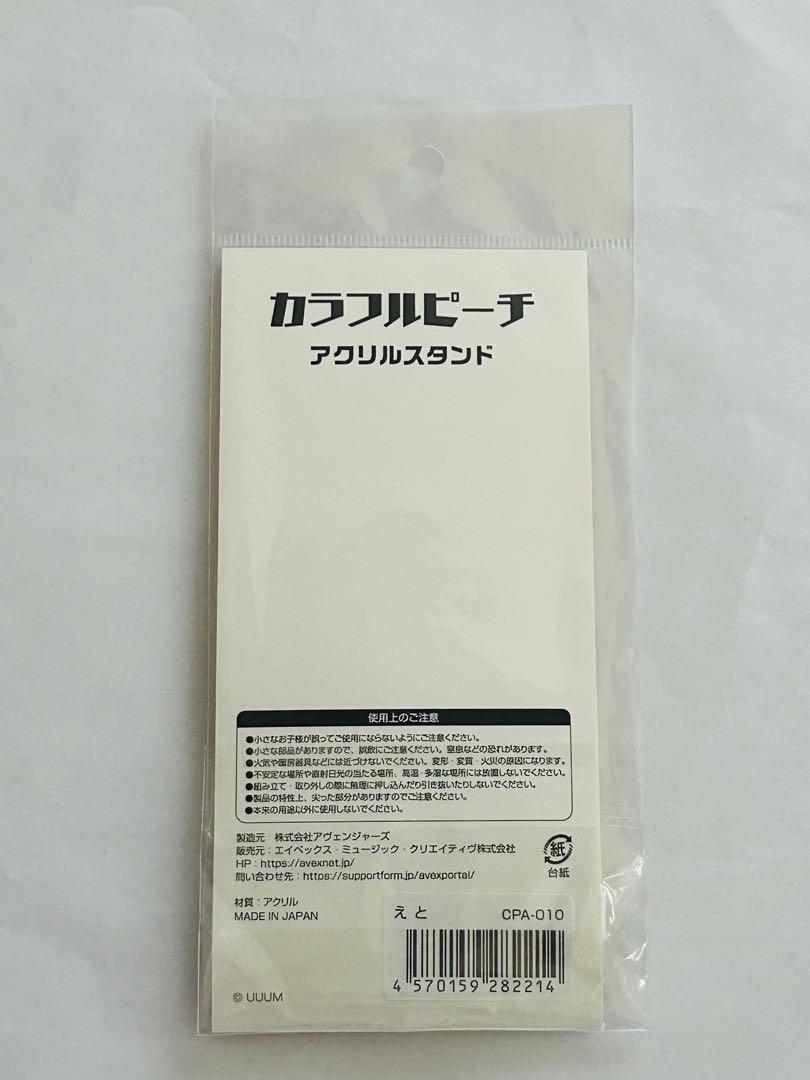 カラフルピーチ
アクリルスタンド
使用上のご注意
●小さなお子様が誤ってご使用にならないようにご注意ください。
●小さな部品がありますので、誤飲にご注意ください。窒息などの恐れがあります。
●火気や暖房器具などには近づけないでください。変形・変質・火災の原因になります。
●不安定な場所や直射日光の当たる場所、高温・多湿な場所には放置しないでください。
●組み立て・取り外しの際に無理に押し込んだり引き抜いたりしないでください。
●製品の特性上、尖った部分がありますのでご注意ください。
●本来の用途以外に使用しないでください。
製造元：株式会社アヴェンジャーズ
販売元：エイベックス・ミュージック・クリエイティヴ株式会社
HP：https://avexnet.jp/
問い合わせ先：https://supportform.jp/avexportal/
紙
台紙
材質：アクリル
MADE IN JAPAN
えと CPA-010
4 570159 282214
© UUUM